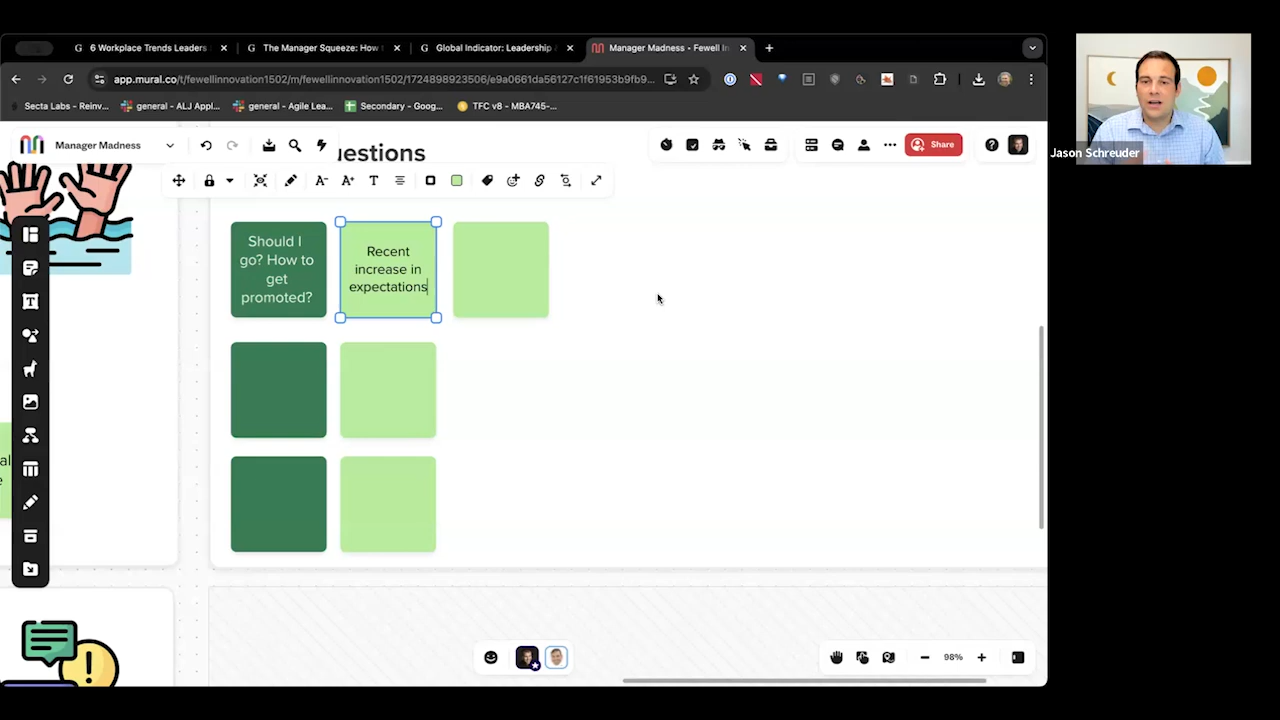 6 Workplace Trends Leaders
The Manager Squeeze: How
Global Indicator: Leadership
Manager Madness - Fewell In
app.mural.co/t/fewellinnovation1502/m/fewellinnovation1502/1724858923506/e9a0661da56127c1f61953b9fb9...
Secta Labs - Reinv...
general - ALJ Appl...
general - Agile Lea...
Secondary - Goog...
TFC v8 - MBA745-...
Manager Madness
uestions
Share
Jason Schreuder
Should I
go? How to
get
promoted?
Recent
increase in
expectations
al
e
98%